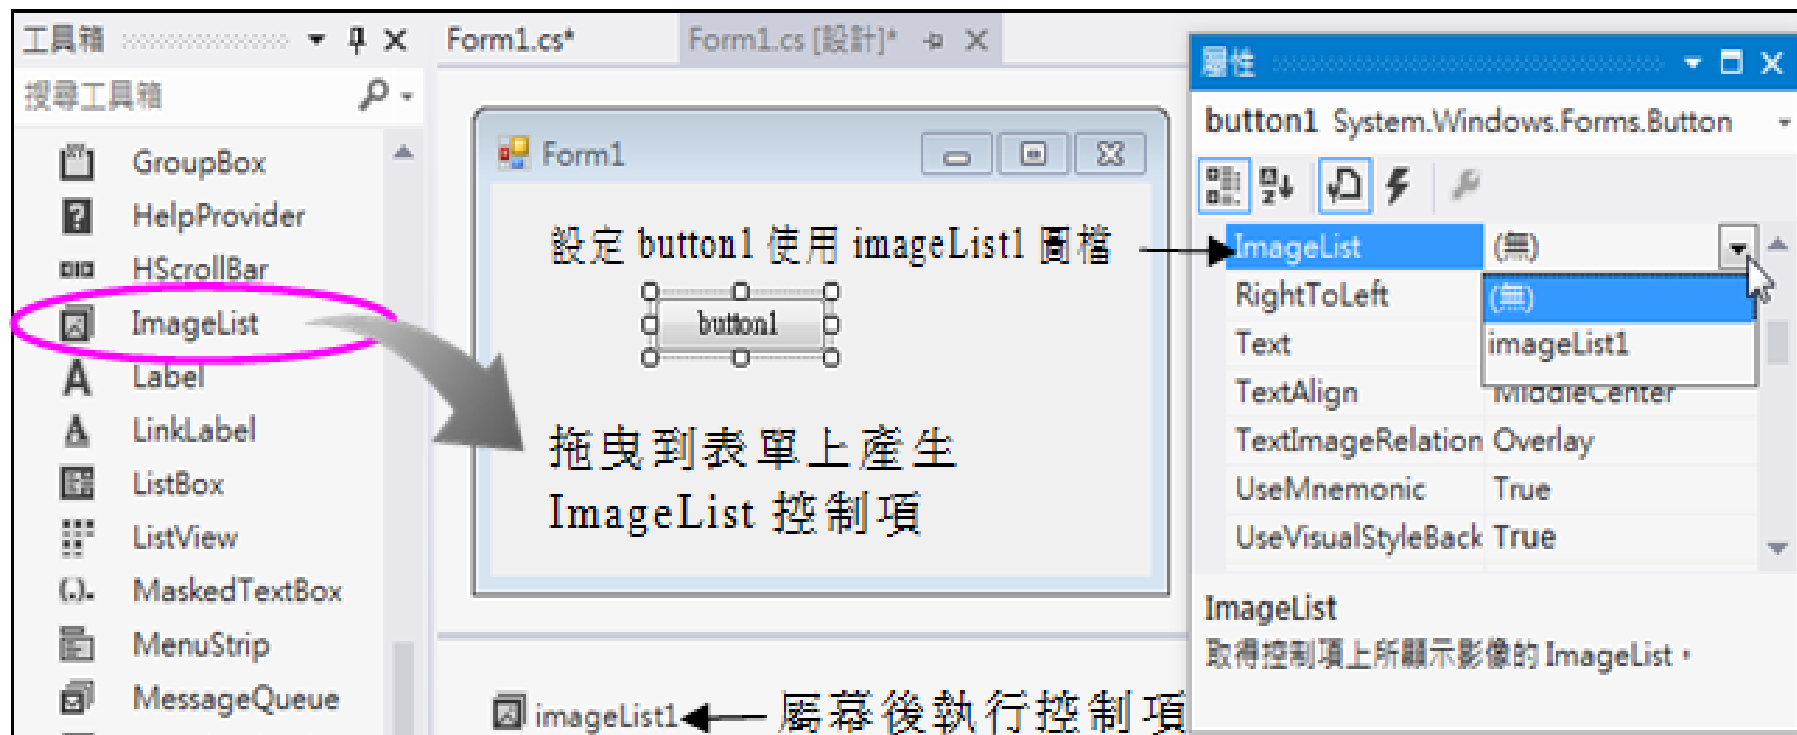 工具箱
搜尋工具箱
GroupBox
HelpProvider
HScrollBar
ImageList
Label
LinkLabel
ListBox
ListView
MaskedTextBox
MenuStrip
MessageQueue
Form1.cs*
Form1.cs [設計]*
Form1
設定 button1 使用 imageList1 圖檔
button1
拖曳到表單上產生
ImageList 控制項
imageList1
屬幕後執行控制項
屬性
button1 System.Windows.Forms.Button
ImageList (無)
RightToLeft (無)
Text imageList1
TextAlign MiddleCenter
TextImageRelation Overlay
UseMnemonic True
UseVisualStyleBack True
ImageList
取得控制項上所顯示影像的 ImageList。